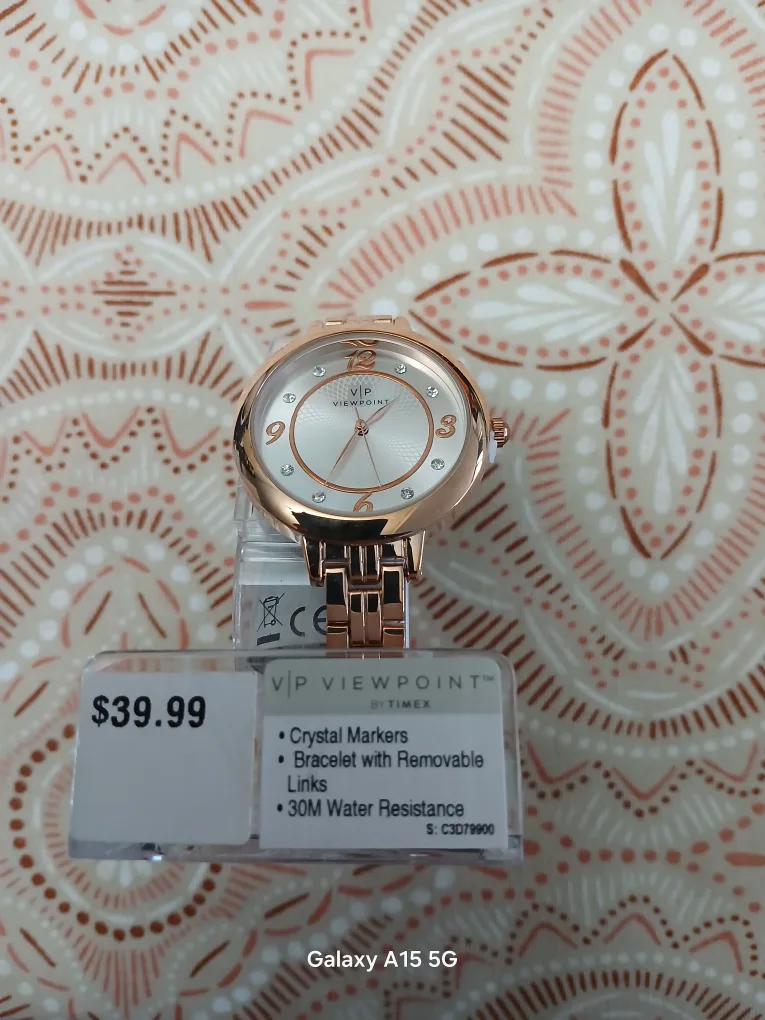 12
V|P
VIEWPOINT
9
3
6
CE
$39.99
V|P VIEWPOINT™
BY TIMEX
• Crystal Markers
• Bracelet with Removable
Links
• 30M Water Resistance
S: C3D79900
Galaxy A15 5G